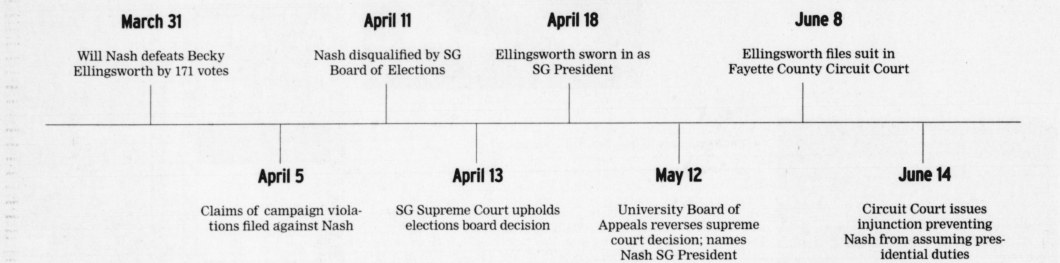 March 31
Will Nash defeats Becky
Ellingsworth by 171 votes
April 5
Claims of campaign viola-
tions filed against Nash
April 11
Nash disqualified by SG
Board of Elections
April 13
SG Supreme Court upholds
elections board decision
April 18
Ellingsworth sworn in as
SG President
May 12
University Board of
Appeals reverses supreme
court decision; names
Nash SG President
June 8
Ellingsworth files suit in
Fayette County Circuit Court
June 14
Circuit Court issues
injunction preventing
Nash from assuming pres-
idential duties